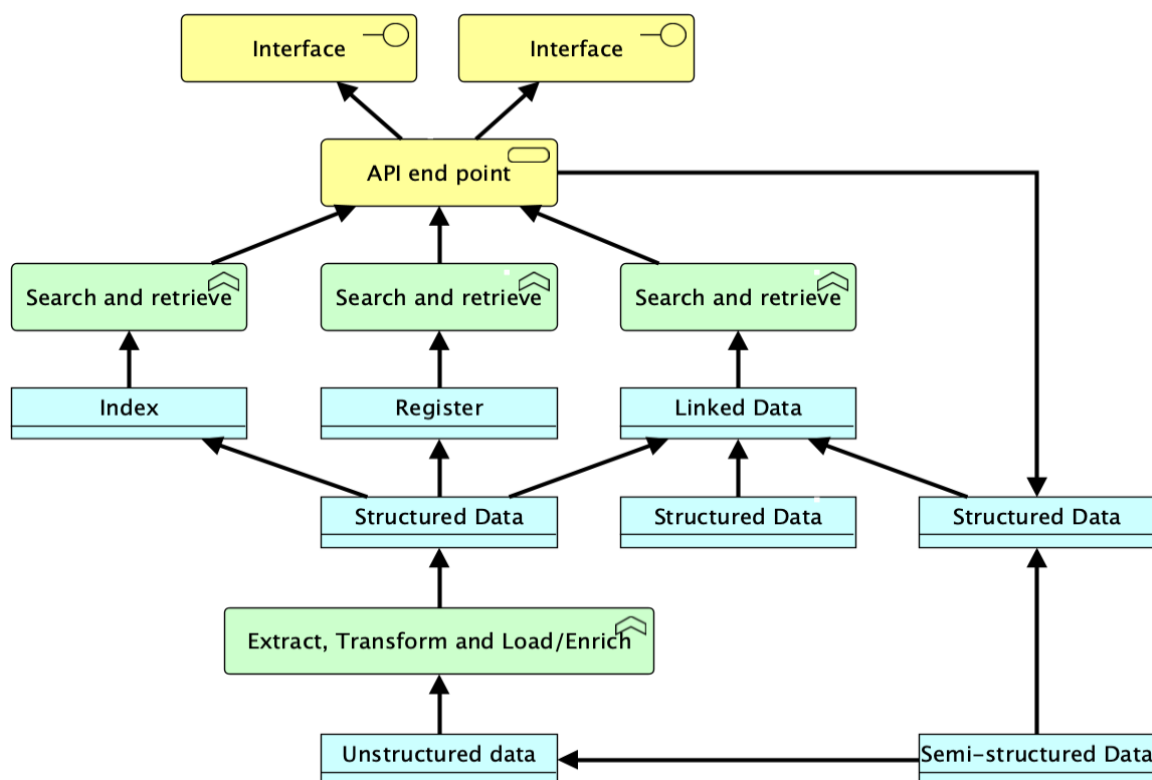 Interface
Interface
API end point
Search and retrieve
Search and retrieve
Search and retrieve
Index
Register
Linked Data
Structured Data
Structured Data
Structured Data
Extract, Transform and Load/Enrich
Unstructured data
Semi-structured Data